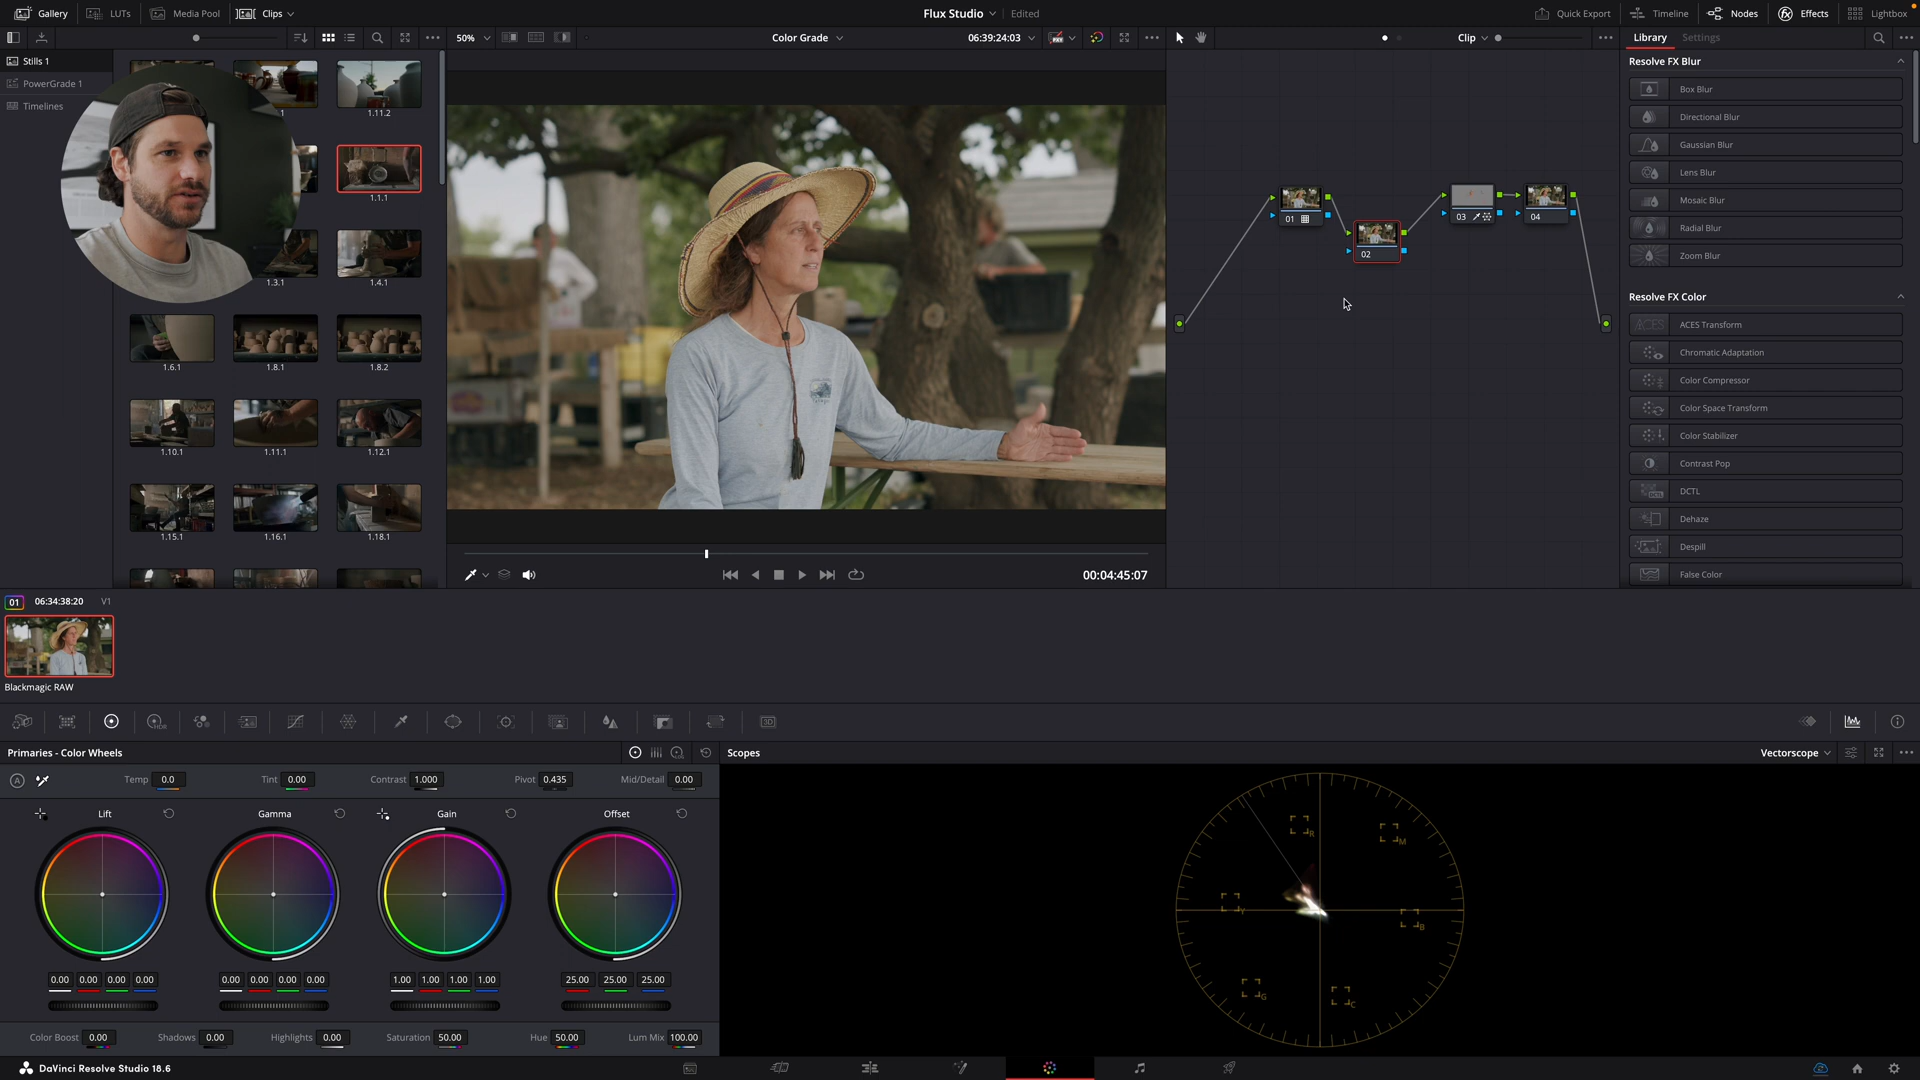 Gallery LUTs Media Pool Clips Flux Studio Edited Quick Export Timeline Nodes Effects Lightbox
50% Color Grade 06:39:24:03 Clip Library Settings
Stills 1
PowerGrade 1
Timelines
1.11.2
1.1.1
1.3.1 1.4.1
1.6.1 1.8.1 1.8.2
1.10.1 1.11.1 1.12.1
1.15.1 1.16.1 1.18.1
01
02
03
04
00:04:45:07
Resolve FX Blur
Box Blur
Directional Blur
Gaussian Blur
Lens Blur
Mosaic Blur
Radial Blur
Zoom Blur
Resolve FX Color
ACES Transform
Chromatic Adaptation
Color Compressor
Color Space Transform
Color Stabilizer
Contrast Pop
DCTL
Dehaze
Despill
False Color
01 06:34:38:20 V1
Blackmagic RAW
Primaries - Color Wheels
Temp 0.0 Tint 0.00 Contrast 1.000 Pivot 0.435 Mid/Detail 0.00
Lift Gamma Gain Offset
0.00 0.00 0.00 0.00 0.00 0.00 0.00 0.00 1.00 1.00 1.00 1.00 25.00 25.00 25.00
Color Boost 0.00 Shadows 0.00 Highlights 0.00 Saturation 50.00 Hue 50.00 Lum Mix 100.00
Scopes Vectorscope
R
M
Y
B
G
C
DaVinci Resolve Studio 18.6